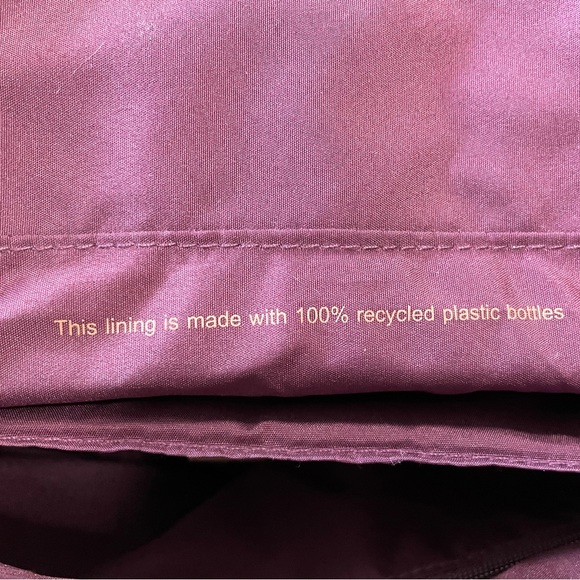 This lining is made with 100% recycled plastic bottles